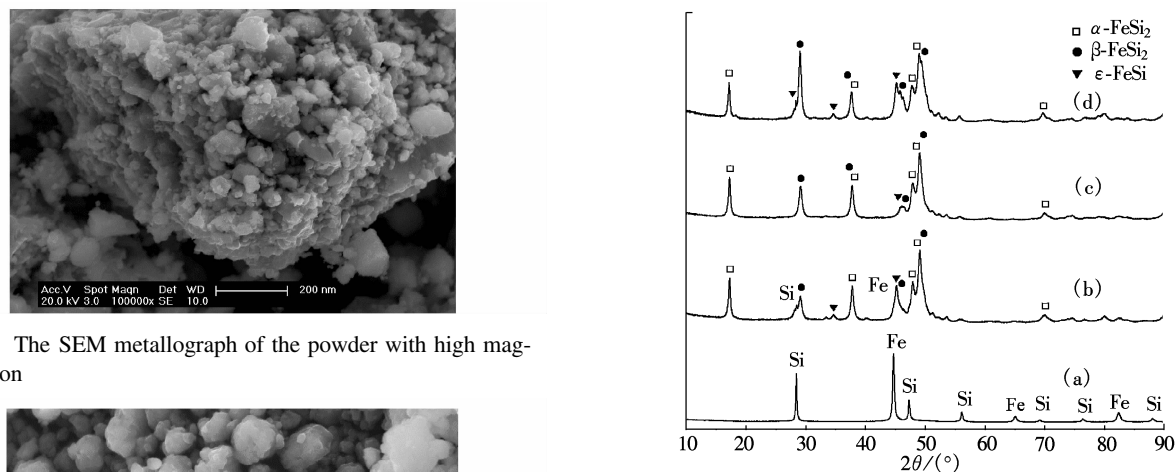 Acc.V Spot Magn Det WD 200 nm
20.0 kV 3.0 100000x SE 10.0
The SEM metallograph of the powder with high mag-
on
α-FeSi₂
β-FeSi₂
ε-FeSi
(d)
(c)
(b)
Si
Fe
(a)
Si
Fe
Si
Si
Fe
Si
Si
Fe
Si
10 20 30 40 50 60 70 80 90
2θ/(°)